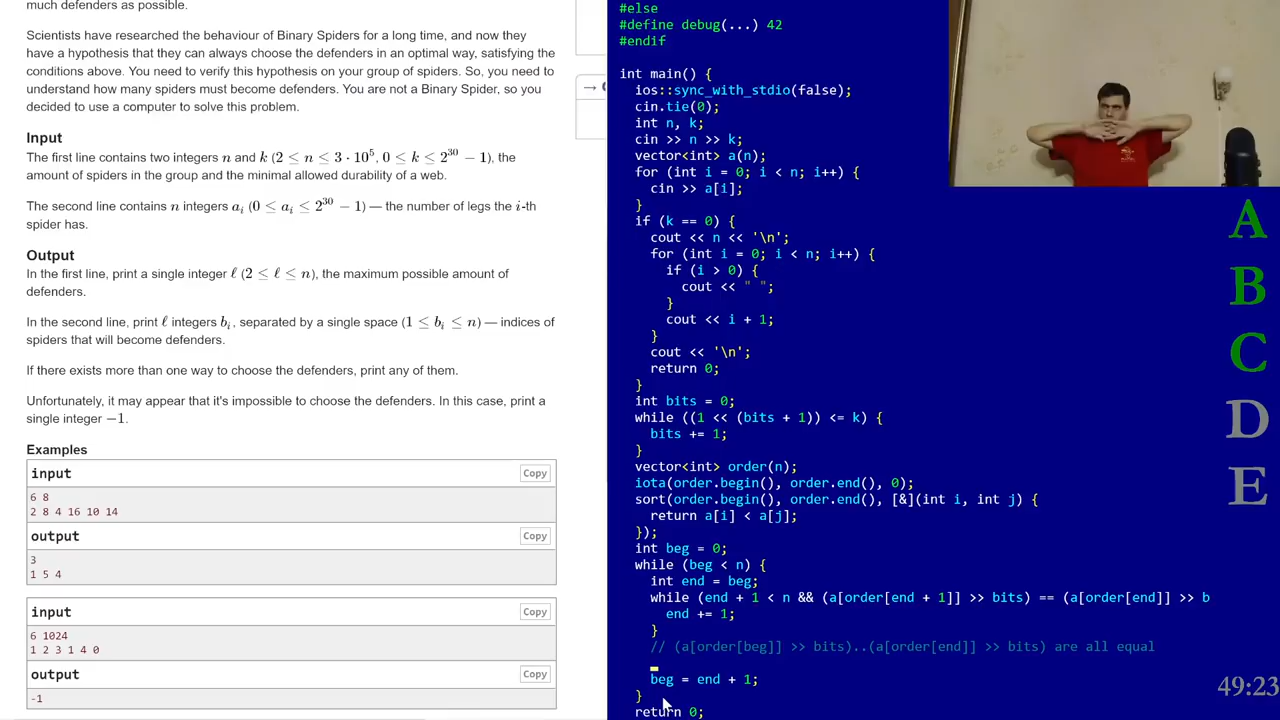 much defenders as possible.
Scientists have researched the behaviour of Binary Spiders for a long time, and now they
have a hypothesis that they can always choose the defenders in an optimal way, satisfying the
conditions above. You need to verify this hypothesis on your group of spiders. So, you need to
understand how many spiders must become defenders. You are not a Binary Spider, so you
decided to use a computer to solve this problem.
Input
The first line contains two integers n and k (2 ≤ n ≤ 3 · 10⁵, 0 ≤ k ≤ 2³⁰ − 1), the
amount of spiders in the group and the minimal allowed durability of a web.
The second line contains n integers aᵢ (0 ≤ aᵢ ≤ 2³⁰ − 1) — the number of legs the i-th
spider has.
Output
In the first line, print a single integer ℓ (2 ≤ ℓ ≤ n), the maximum possible amount of
defenders.
In the second line, print ℓ integers bᵢ, separated by a single space (1 ≤ bᵢ ≤ n) — indices of
spiders that will become defenders.
If there exists more than one way to choose the defenders, print any of them.
Unfortunately, it may appear that it's impossible to choose the defenders. In this case, print a
single integer −1.
Examples
input
Copy
6 8
2 8 4 16 10 14
output
Copy
3
1 5 4
input
Copy
6 1024
1 2 3 1 4 0
output
Copy
-1
→
#else
#define debug(...) 42
#endif
int main() {
ios::sync_with_stdio(false);
cin.tie(0);
int n, k;
cin >> n >> k;
vector<int> a(n);
for (int i = 0; i < n; i++) {
cin >> a[i];
}
if (k == 0) {
cout << n << '\n';
for (int i = 0; i < n; i++) {
if (i > 0) {
cout << " ";
}
cout << i + 1;
}
cout << '\n';
return 0;
}
int bits = 0;
while ((1 << (bits + 1)) <= k) {
bits += 1;
}
vector<int> order(n);
iota(order.begin(), order.end(), 0);
sort(order.begin(), order.end(), [&](int i, int j) {
return a[i] < a[j];
});
int beg = 0;
while (beg < n) {
int end = beg;
while (end + 1 < n && (a[order[end + 1]] >> bits) == (a[order[end]] >> b
end += 1;
}
// (a[order[beg]] >> bits)..(a[order[end]] >> bits) are all equal
beg = end + 1;
}
return 0;
A
B
C
D
E
49:23